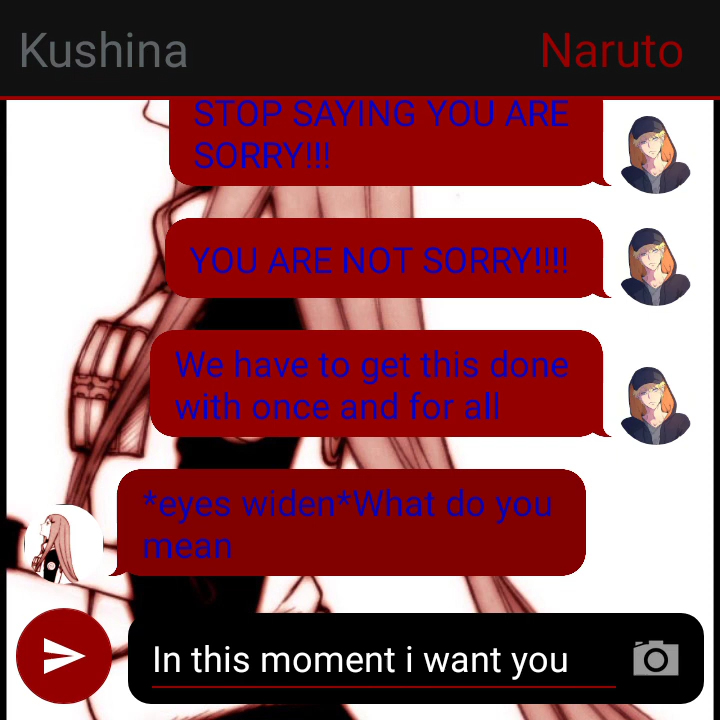 Kushina Naruto
STOP SAYING YOU ARE
SORRY!!!
YOU ARE NOT SORRY!!!!
We have to get this done
with once and for all
*eyes widen*What do you
mean
In this moment i want you